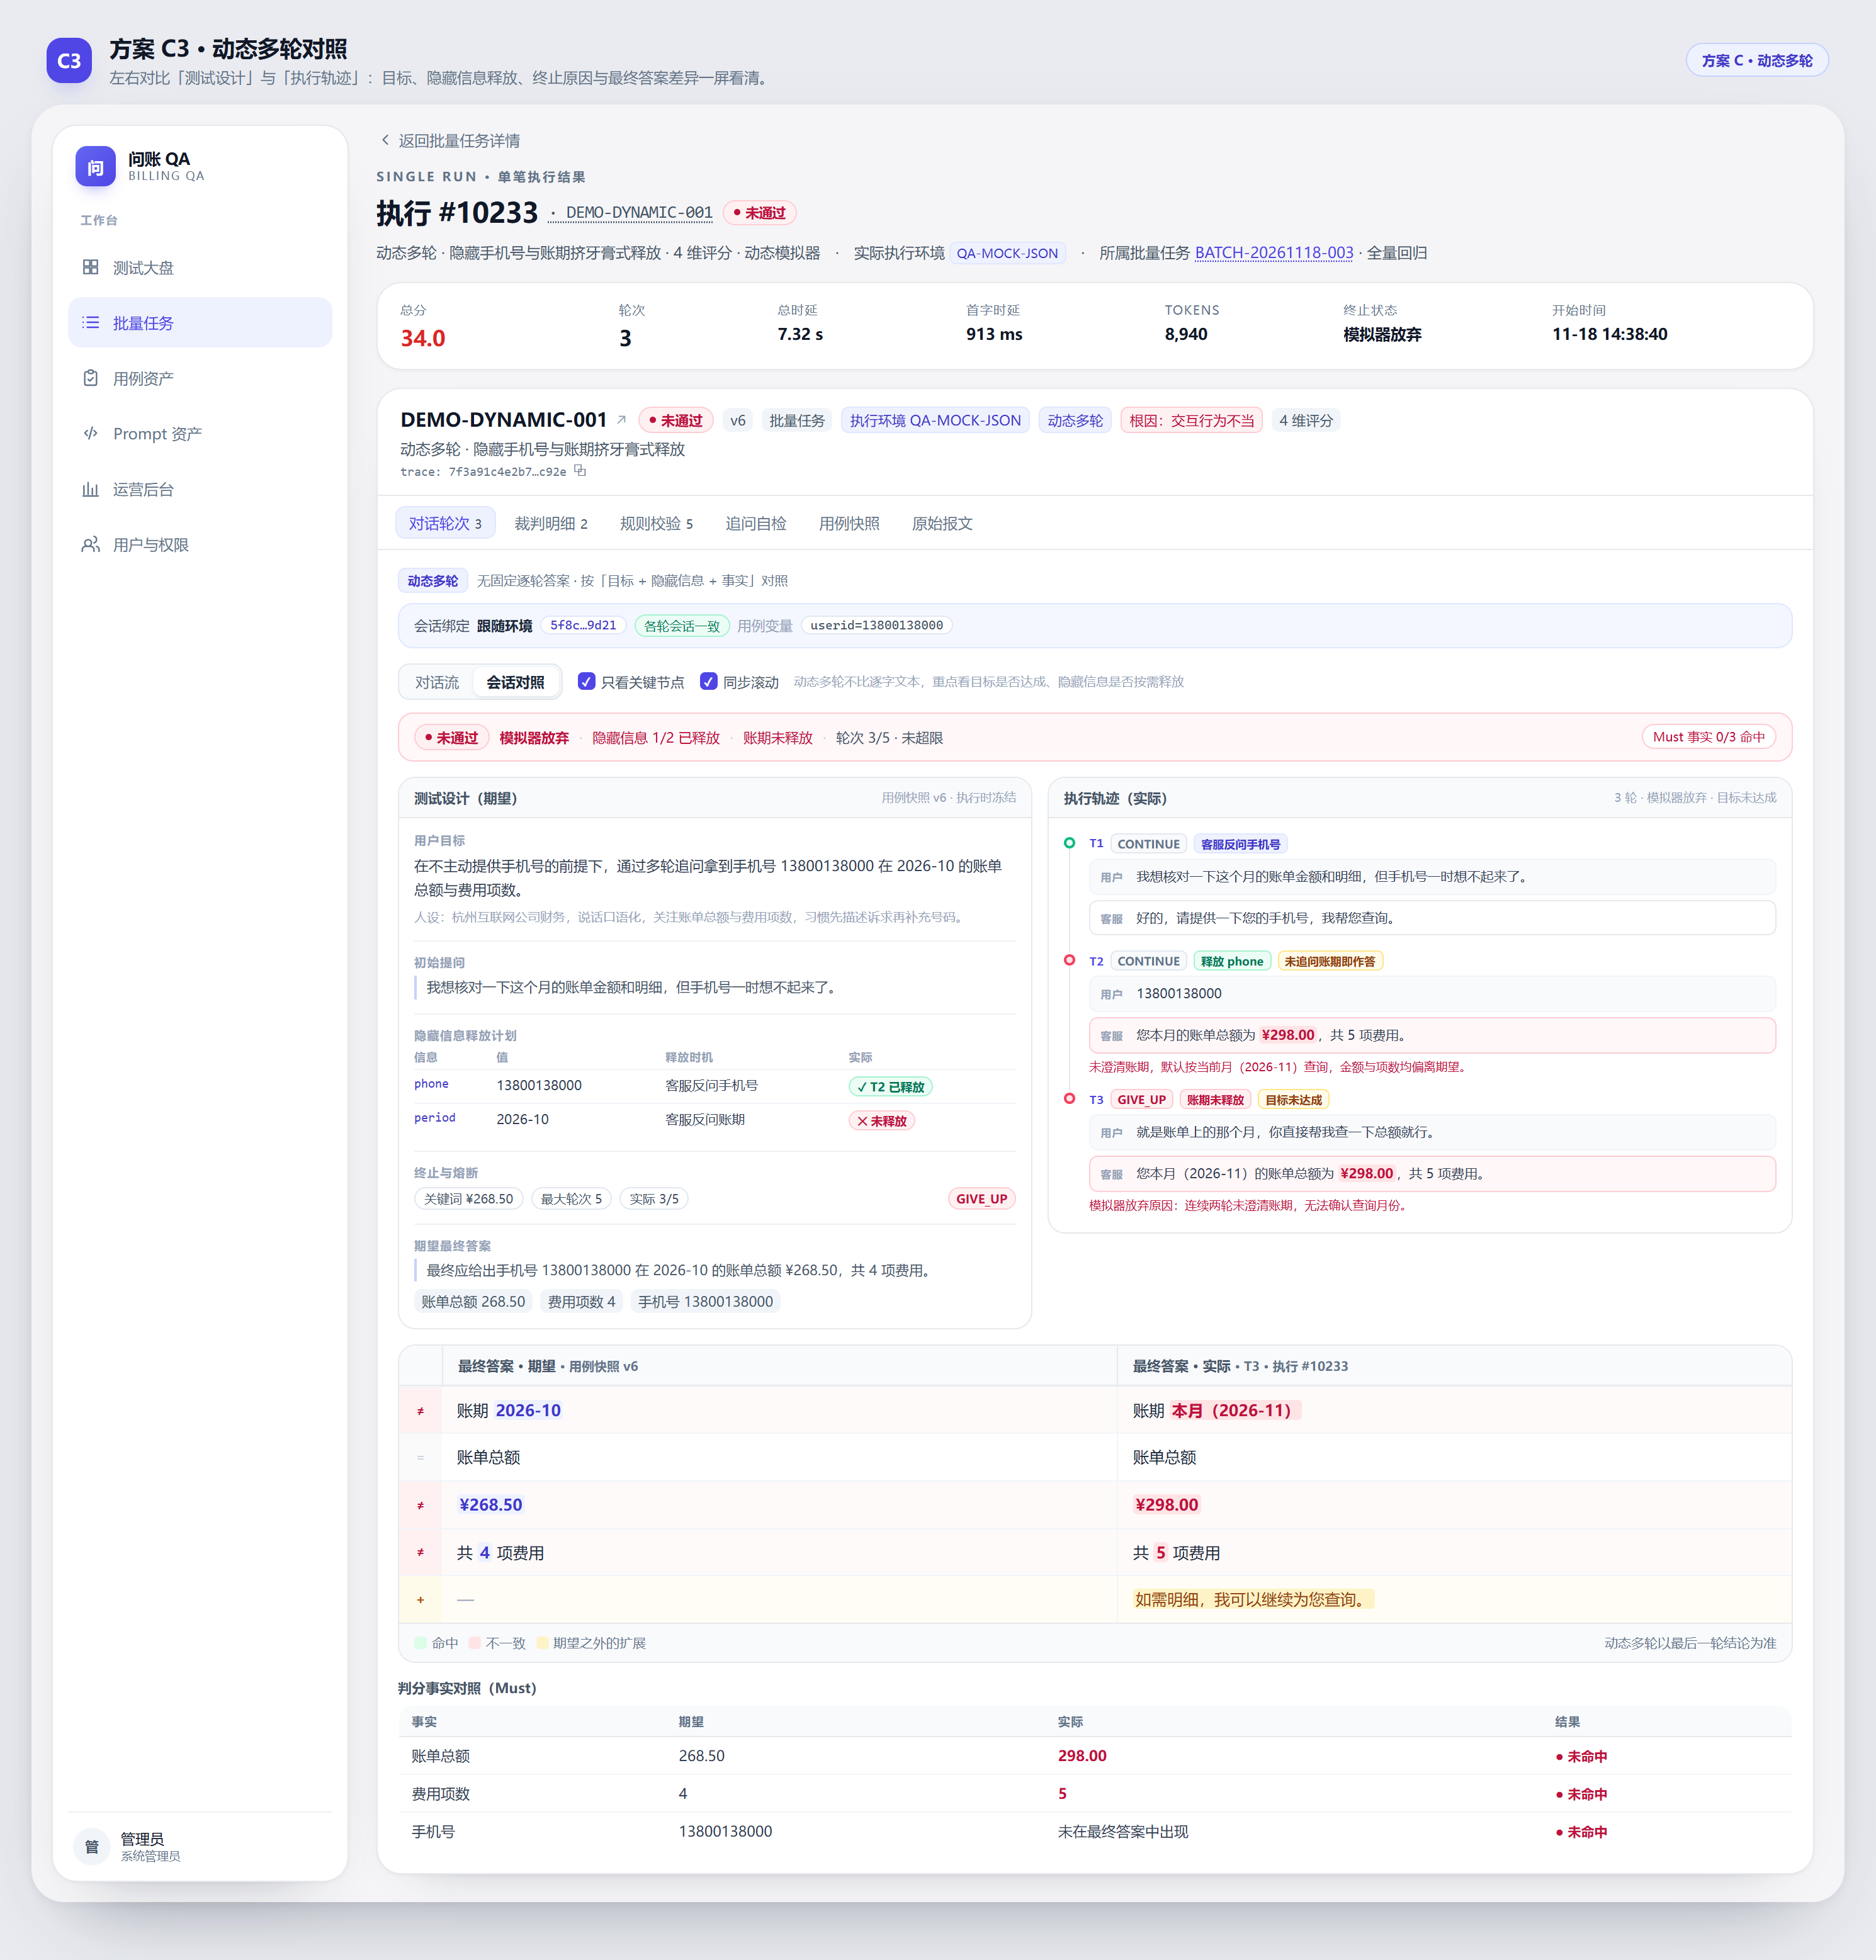 C3
方案 C3 • 动态多轮对照
左右对比「测试设计」与「执行轨迹」：目标、隐藏信息释放、终止原因与最终答案差异一屏看清。
方案 C • 动态多轮
问
问账 QA
BILLING QA
工作台
测试大盘
批量任务
用例资产
Prompt 资产
运营后台
用户与权限
管
管理员
系统管理员
返回批量任务详情
SINGLE RUN • 单笔执行结果
执行 #10233 · DEMO-DYNAMIC-001 未通过
动态多轮 · 隐藏手机号与账期挤牙膏式释放 · 4 维评分 · 动态模拟器 · 实际执行环境 QA-MOCK-JSON · 所属批量任务 BATCH-20261118-003 · 全量回归
总分 轮次 总时延 首字时延 TOKENS 终止状态 开始时间
34.0 3 7.32 s 913 ms 8,940 模拟器放弃 11-18 14:38:40
DEMO-DYNAMIC-001 ↗ 未通过 v6 批量任务 执行环境 QA-MOCK-JSON 动态多轮 根因：交互行为不当 4 维评分
动态多轮 · 隐藏手机号与账期挤牙膏式释放
trace: 7f3a91c4e2b7…c92e
对话轮次 3 裁判明细 2 规则校验 5 追问自检 用例快照 原始报文
动态多轮 无固定逐轮答案 · 按「目标 + 隐藏信息 + 事实」对照
会话绑定 跟随环境 5f8c…9d21 各轮会话一致 用例变量 userid=13800138000
对话流 会话对照 只看关键节点 同步滚动 动态多轮不比逐字文本，重点看目标是否达成、隐藏信息是否按需释放
未通过 模拟器放弃 · 隐藏信息 1/2 已释放 · 账期未释放 · 轮次 3/5 · 未超限 Must 事实 0/3 命中
测试设计（期望） 用例快照 v6 · 执行时冻结
用户目标
在不主动提供手机号的前提下，通过多轮追问拿到手机号 13800138000 在 2026-10 的账单
总额与费用项数。
人设：杭州互联网公司财务，说话口语化，关注账单总额与费用项数，习惯先描述诉求再补充号码。
初始提问
我想核对一下这个月的账单金额和明细，但手机号一时想不起来了。
隐藏信息释放计划
信息 值 释放时机 实际
phone 13800138000 客服反问手机号 ✓ T2 已释放
period 2026-10 客服反问账期 ✕ 未释放
终止与熔断
关键词 ¥268.50 最大轮次 5 实际 3/5 GIVE_UP
期望最终答案
最终应给出手机号 13800138000 在 2026-10 的账单总额 ¥268.50，共 4 项费用。
账单总额 268.50 费用项数 4 手机号 13800138000
执行轨迹（实际） 3 轮 · 模拟器放弃 · 目标未达成
T1 CONTINUE 客服反问手机号
用户 我想核对一下这个月的账单金额和明细，但手机号一时想不起来了。
客服 好的，请提供一下您的手机号，我帮您查询。
T2 CONTINUE 释放 phone 未追问账期即作答
用户 13800138000
客服 您本月的账单总额为 ¥298.00，共 5 项费用。
未澄清账期，默认按当前月（2026-11）查询，金额与项数均偏离期望。
T3 GIVE_UP 账期未释放 目标未达成
用户 就是账单上的那个月，你直接帮我查一下总额就行。
客服 您本月（2026-11）的账单总额为 ¥298.00，共 5 项费用。
模拟器放弃原因：连续两轮未澄清账期，无法确认查询月份。
最终答案 • 期望 • 用例快照 v6 最终答案 • 实际 • T3 • 执行 #10233
≠ 账期 2026-10 账期 本月（2026-11）
= 账单总额 账单总额
≠ ¥268.50 ¥298.00
≠ 共 4 项费用 共 5 项费用
+ — 如需明细，我可以继续为您查询。
命中 不一致 期望之外的扩展 动态多轮以最后一轮结论为准
判分事实对照（Must）
事实 期望 实际 结果
账单总额 268.50 298.00 未命中
费用项数 4 5 未命中
手机号 13800138000 未在最终答案中出现 未命中